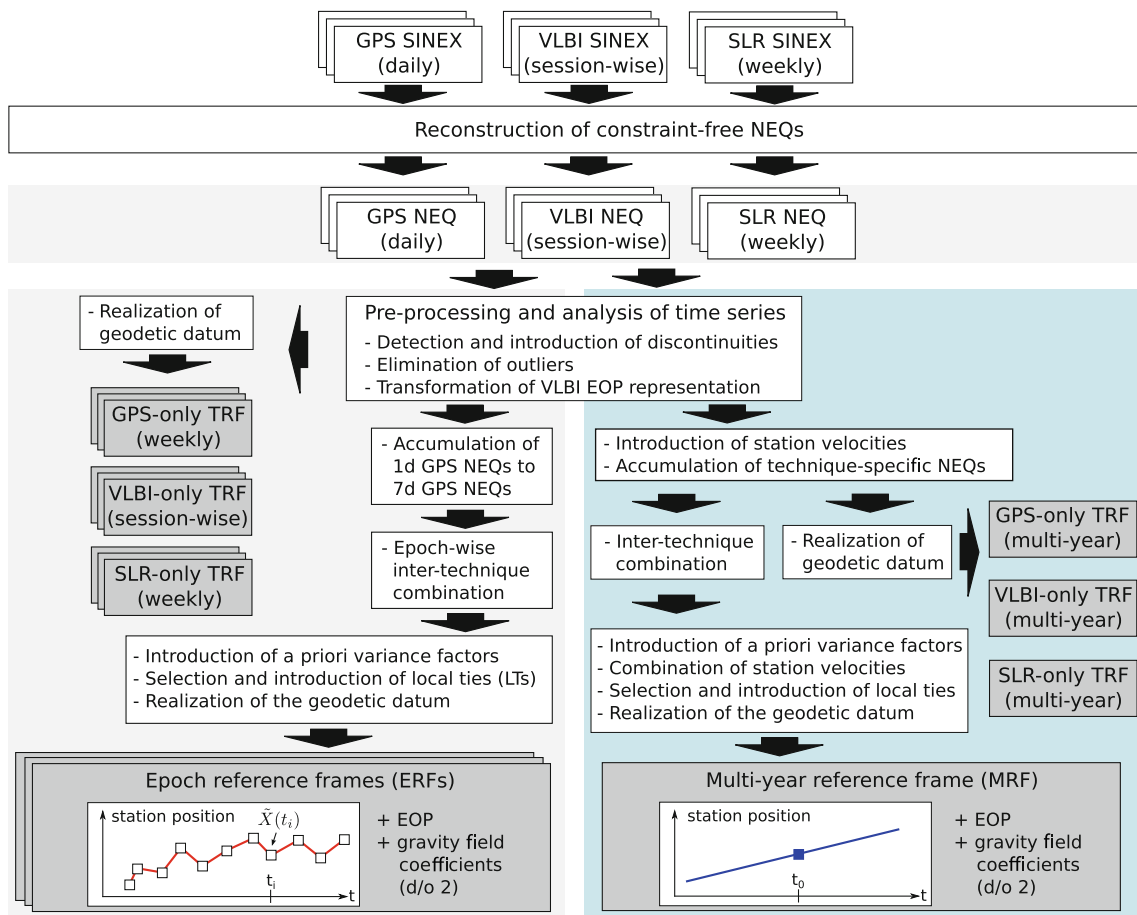 GPS SINEX
(daily)
VLBI SINEX
(session-wise)
SLR SINEX
(weekly)
Reconstruction of constraint-free NEQs
GPS NEQ
(daily)
VLBI NEQ
(session-wise)
SLR NEQ
(weekly)
- Realization of
geodetic datum
Pre-processing and analysis of time series
- Detection and introduction of discontinuities
- Elimination of outliers
- Transformation of VLBI EOP representation
GPS-only TRF
(weekly)
VLBI-only TRF
(session-wise)
SLR-only TRF
(weekly)
- Accumulation of
1d GPS NEQs to
7d GPS NEQs
- Epoch-wise
inter-technique
combination
- Introduction of a priori variance factors
- Selection and introduction of local ties (LTs)
- Realization of the geodetic datum
- Introduction of station velocities
- Accumulation of technique-specific NEQs
- Inter-technique
combination
- Realization of
geodetic datum
GPS-only TRF
(multi-year)
VLBI-only TRF
(multi-year)
SLR-only TRF
(multi-year)
- Introduction of a priori variance factors
- Combination of station velocities
- Selection and introduction of local ties
- Realization of the geodetic datum
Epoch reference frames (ERFs)
station position
X̃(tᵢ)
tᵢ
t
+ EOP
+ gravity field
coefficients
(d/o 2)
Multi-year reference frame (MRF)
station position
t₀
t
+ EOP
+ gravity field
coefficients
(d/o 2)